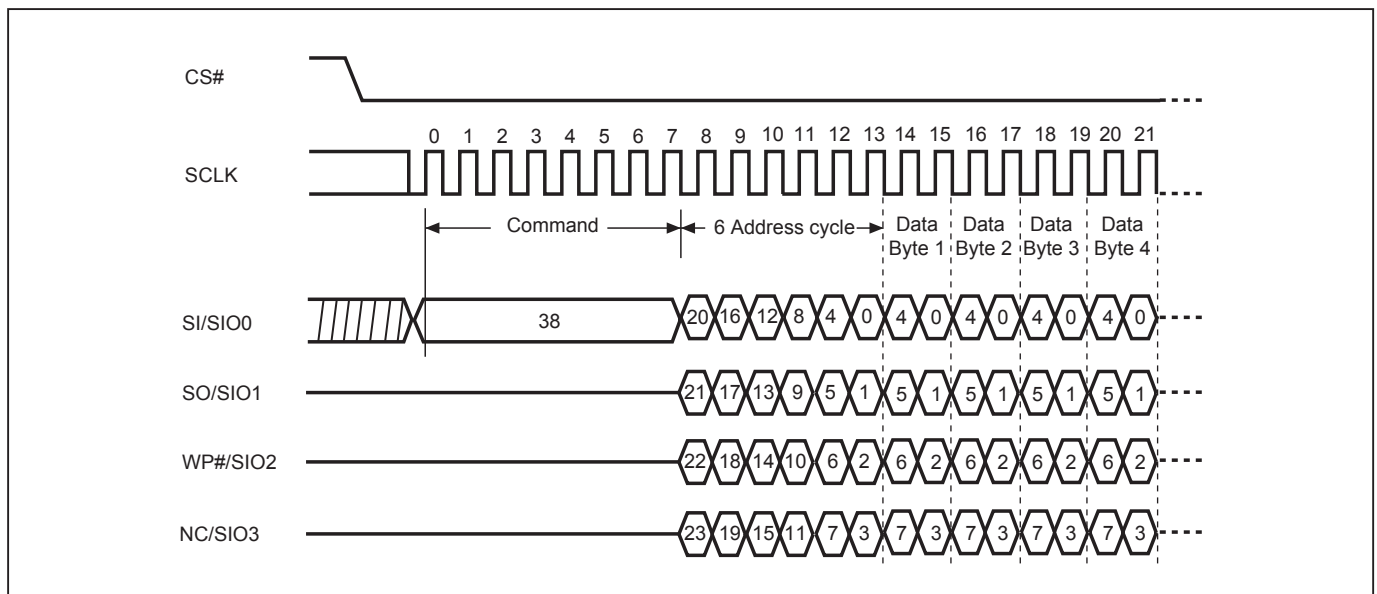 CS#
0 1 2 3 4 5 6 7 8 9 10 11 12 13 14 15 16 17 18 19 20 21
SCLK
Command 6 Address cycle Data Data Data Data
Byte 1 Byte 2 Byte 3 Byte 4
SI/SIO0 38 20 16 12 8 4 0 4 0 4 0 4 0 4 0
SO/SIO1 21 17 13 9 5 1 5 1 5 1 5 1 5 1
WP#/SIO2 22 18 14 10 6 2 6 2 6 2 6 2 6 2
NC/SIO3 23 19 15 11 7 3 7 3 7 3 7 3 7 3